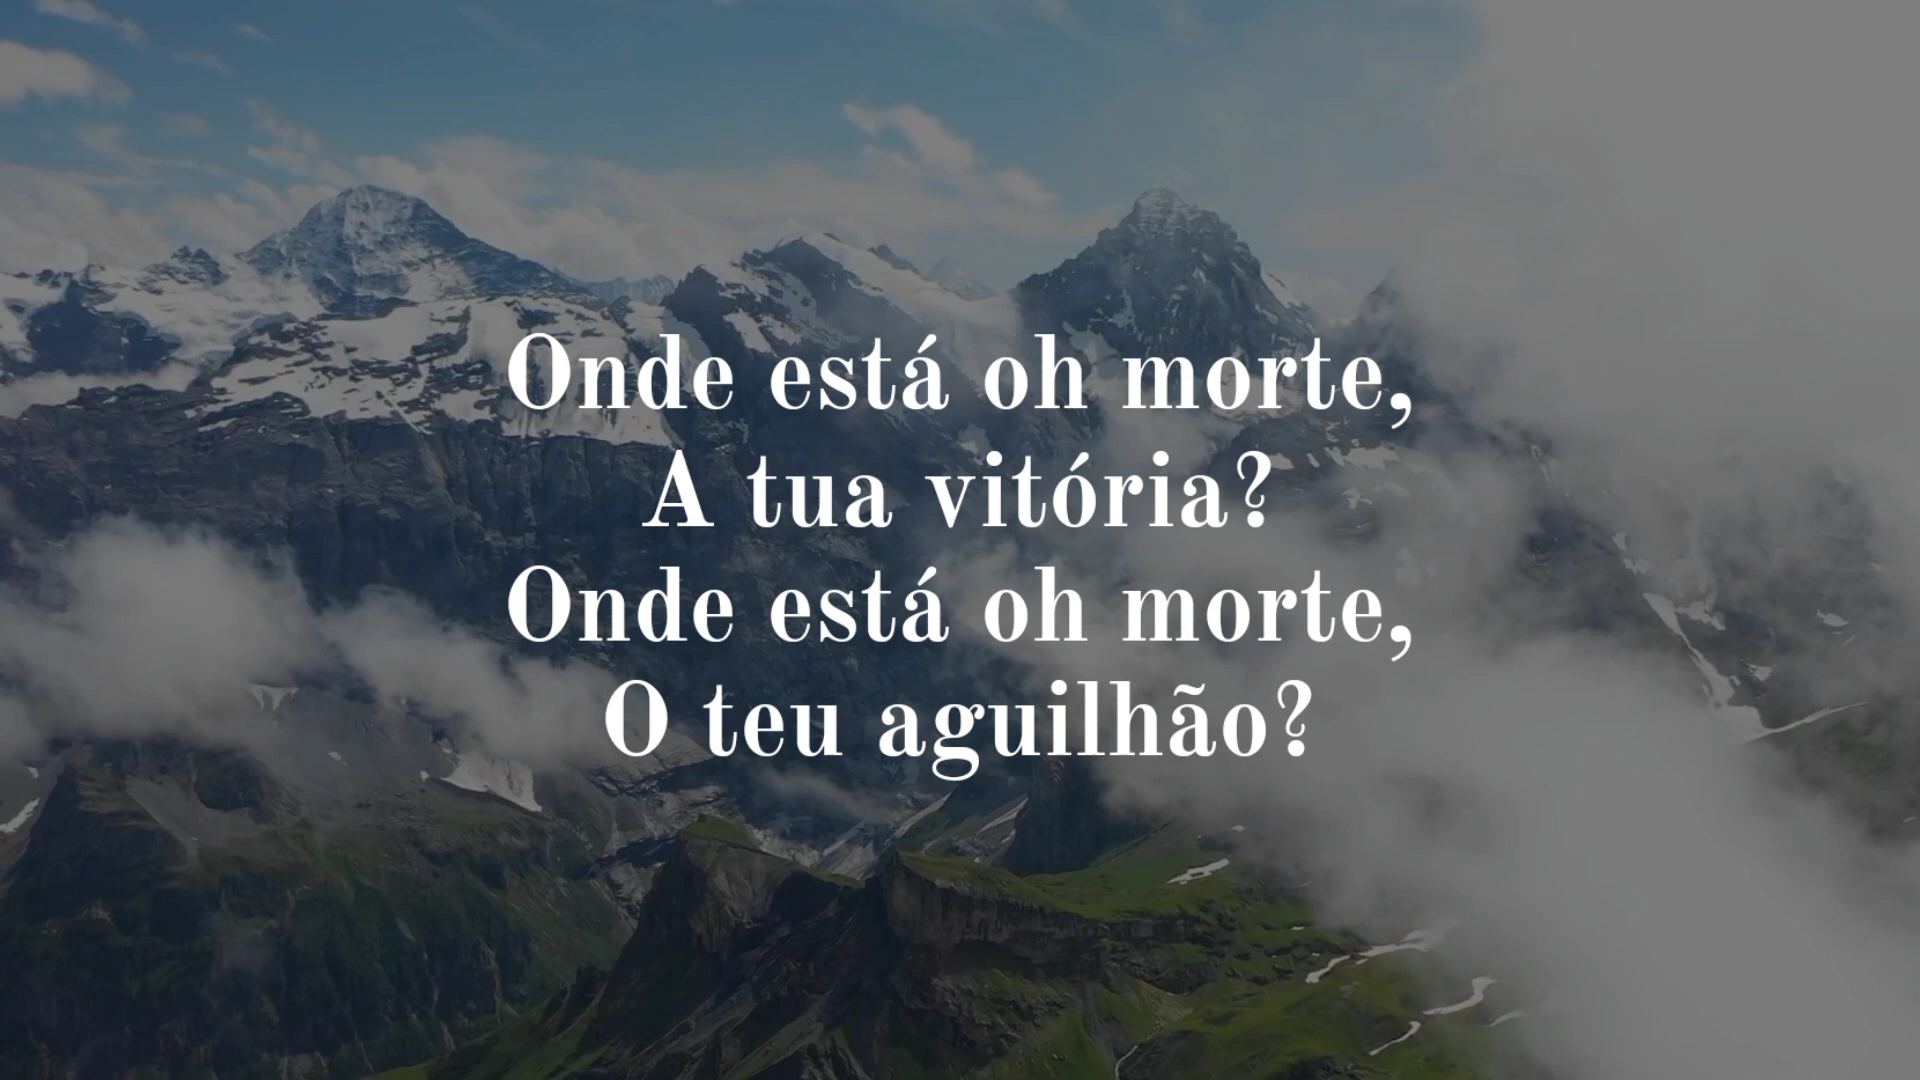 Onde está oh morte,
A tua vitória?
Onde está oh morte,
O teu aguilhão?